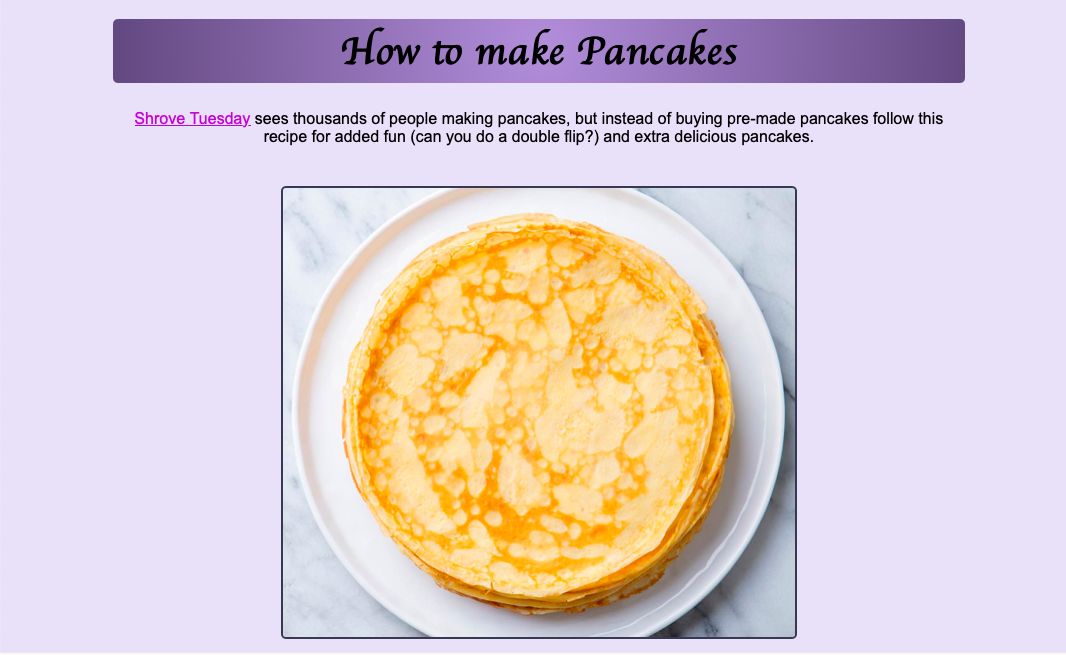 How to make Pancakes
Shrove Tuesday sees thousands of people making pancakes, but instead of buying pre-made pancakes follow this
recipe for added fun (can you do a double flip?) and extra delicious pancakes.